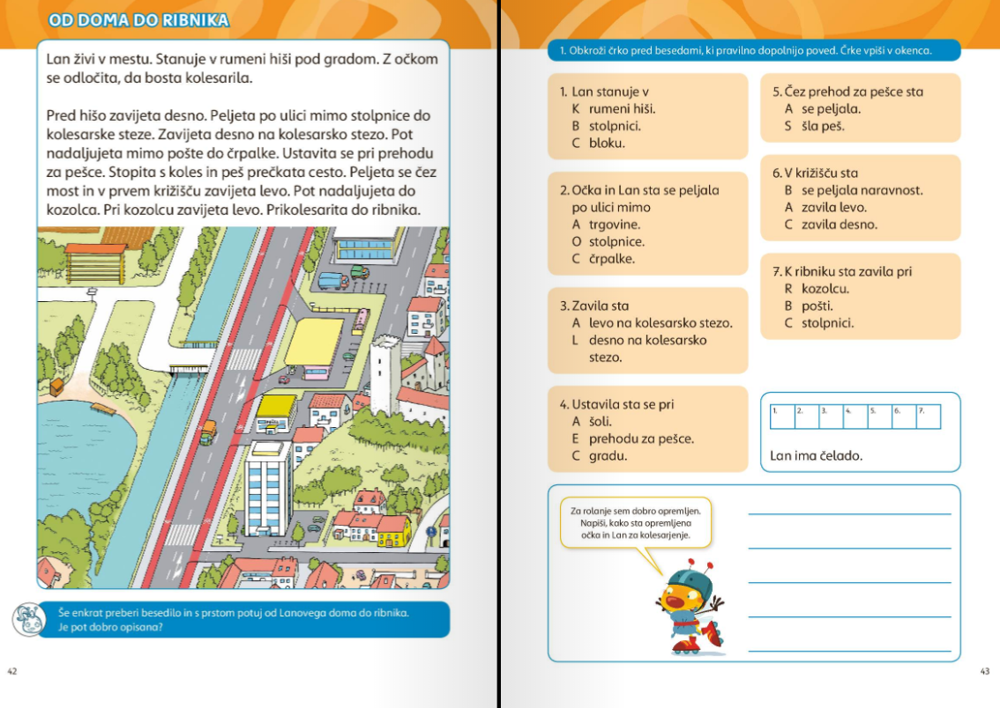 OD DOMA DO RIBNIKA
Lan živi v mestu. Stanuje v rumeni hiši pod gradom. Z očkom
se odločita, da bosta kolesarila.
Pred hišo zavijeta desno. Peljeta po ulici mimo stolpnice do
kolesarske steze. Zavijeta desno na kolesarsko stezo. Pot
nadaljujeta mimo pošte do črpalke. Ustavita se pri prehodu
za pešce. Stopita s koles in peš prečkata cesto. Peljeta se čez
most in v prvem križišču zavijeta levo. Pot nadaljujeta do
kozolca. Pri kozolcu zavijeta levo. Prikolesarita do ribnika.
Še enkrat preberi besedilo in s prstom potuj od Lanovega doma do ribnika.
Je pot dobro opisana?
42
1. Obkroži črko pred besedami, ki pravilno dopolnijo poved. Črke vpiši v okenca.
1. Lan stanuje v
K rumeni hiši.
B stolpnici.
C bloku.
2. Očka in Lan sta se peljala
po ulici mimo
A trgovine.
O stolpnice.
C črpalke.
3. Zavila sta
A levo na kolesarsko stezo.
L desno na kolesarsko
stezo.
4. Ustavila sta se pri
A šoli.
E prehodu za pešce.
C gradu.
5. Čez prehod za pešce sta
A se peljala.
S šla peš.
6. V križišču sta
B se peljala naravnost.
A zavila levo.
C zavila desno.
7. K ribniku sta zavila pri
R kozolcu.
B pošti.
C stolpnici.
1. 2. 3. 4. 5. 6. 7.
Lan ima čelado.
Za rolanje sem dobro opremljen.
Napiši, kako sta opremljena
očka in Lan za kolesarjenje.
43